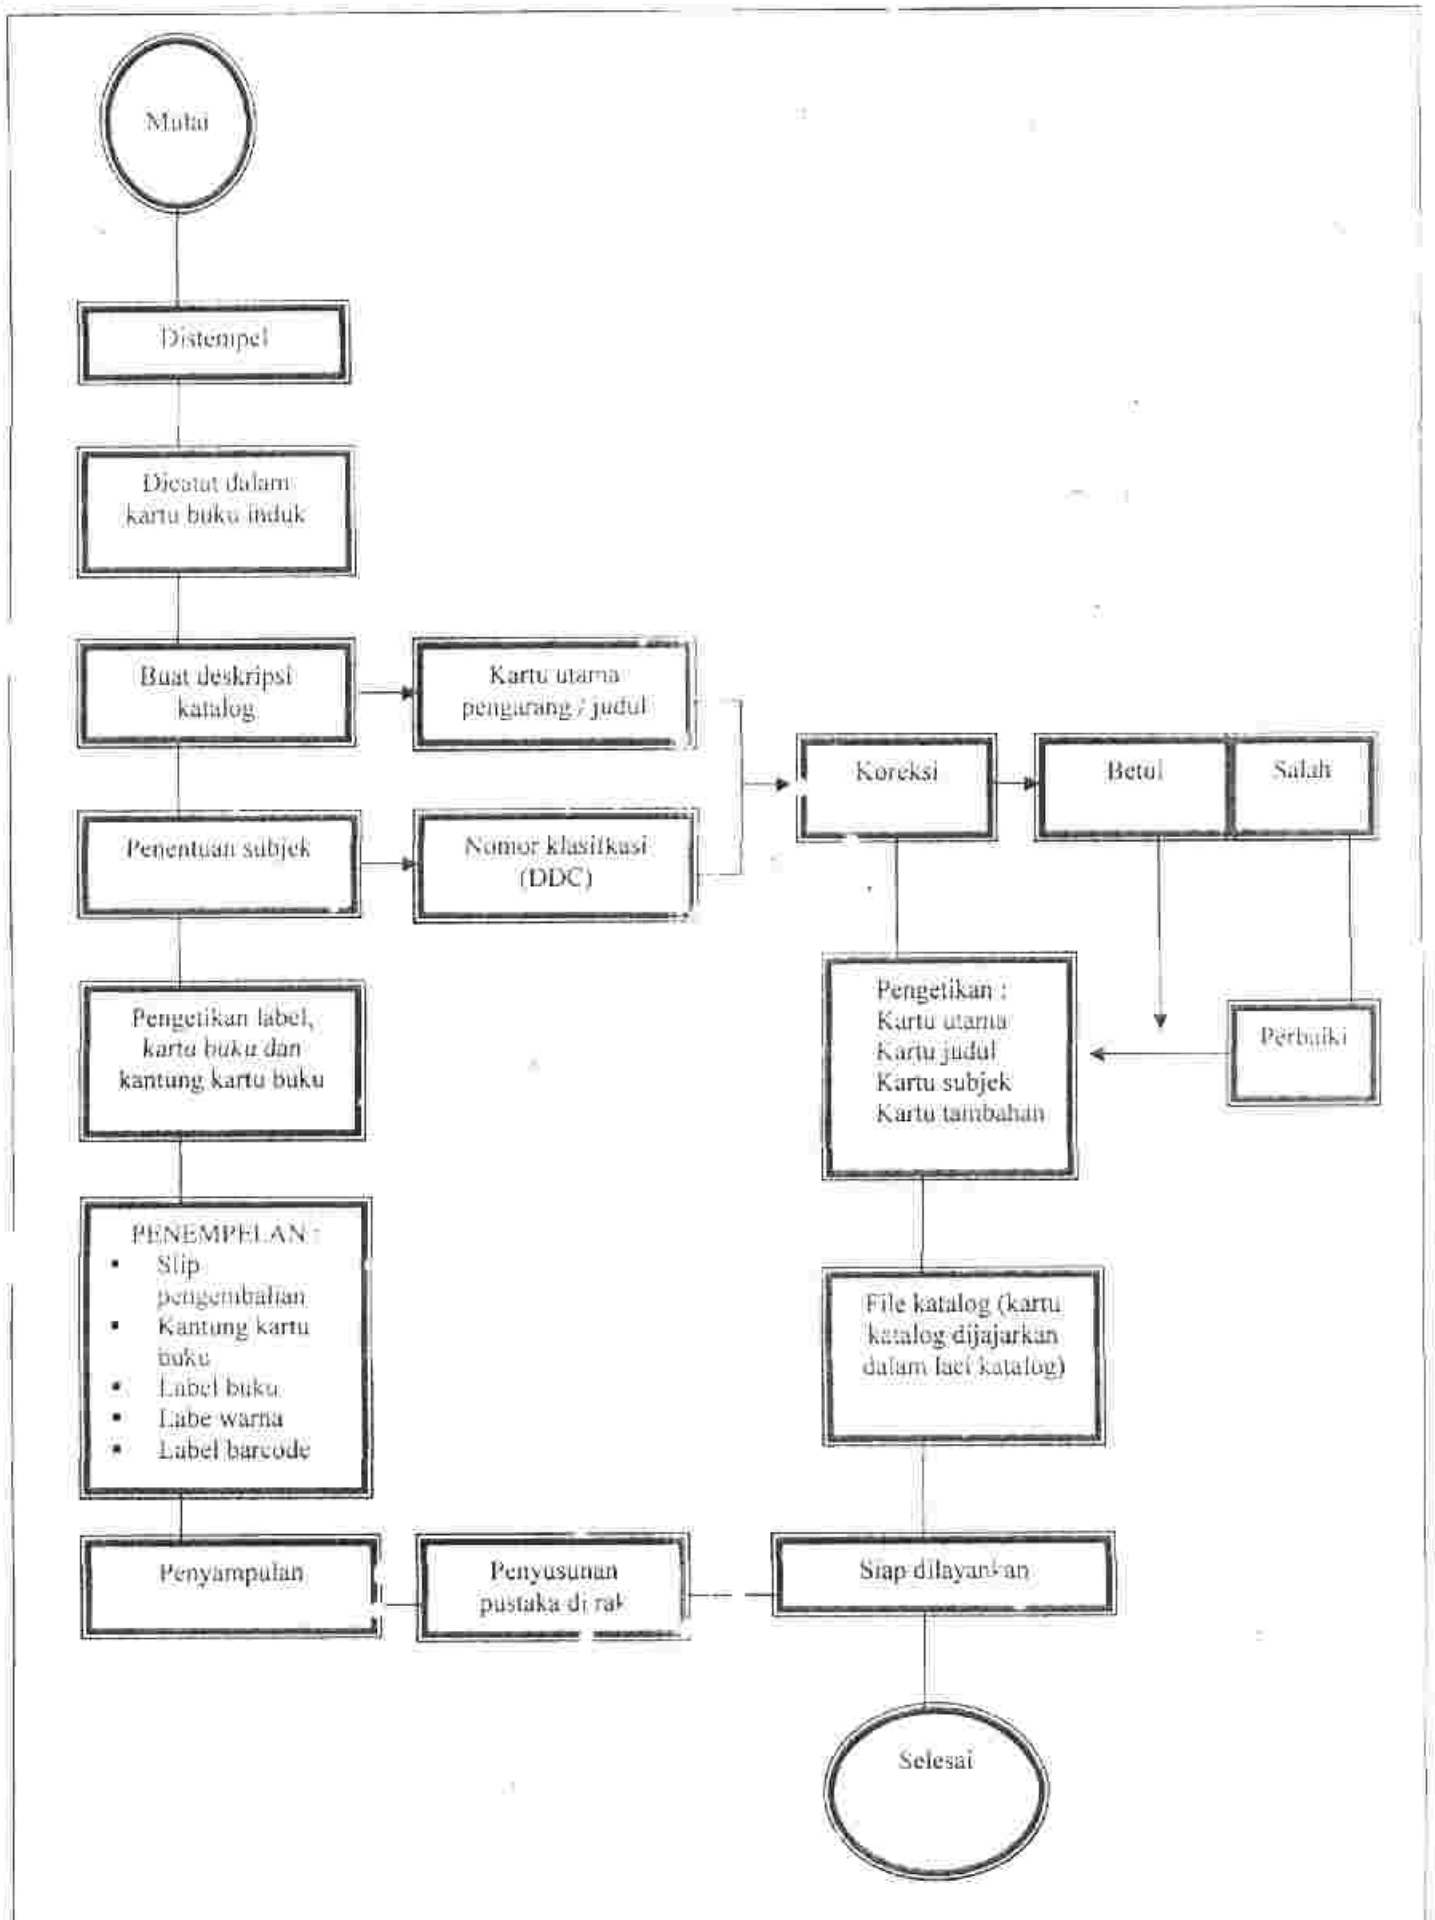 Mulai
Distempel
Dicatat dalam
kartu buku induk
Buat deskripsi
katalog
Kartu utama
pengarang / judul
Penentuan subjek
Nomor klasifkasi
(DDC)
Koreksi
Betul
Salah
Pengetikan label,
kartu buku dan
kantung kartu buku
Pengetikan :
Kartu utama
Kartu judul
Kartu subjek
Kartu tambahan
Perbaiki
PENEMPELAN :
▪ Slip
pengembalian
▪ Kantung kartu
buku
▪ Label buku
▪ Labe warna
▪ Label barcode
File katalog (kartu
katalog dijajarkan
dalam laci katalog)
Penyampulan
Penyusunan
pustaka di rak
Siap dilayankan
Selesai